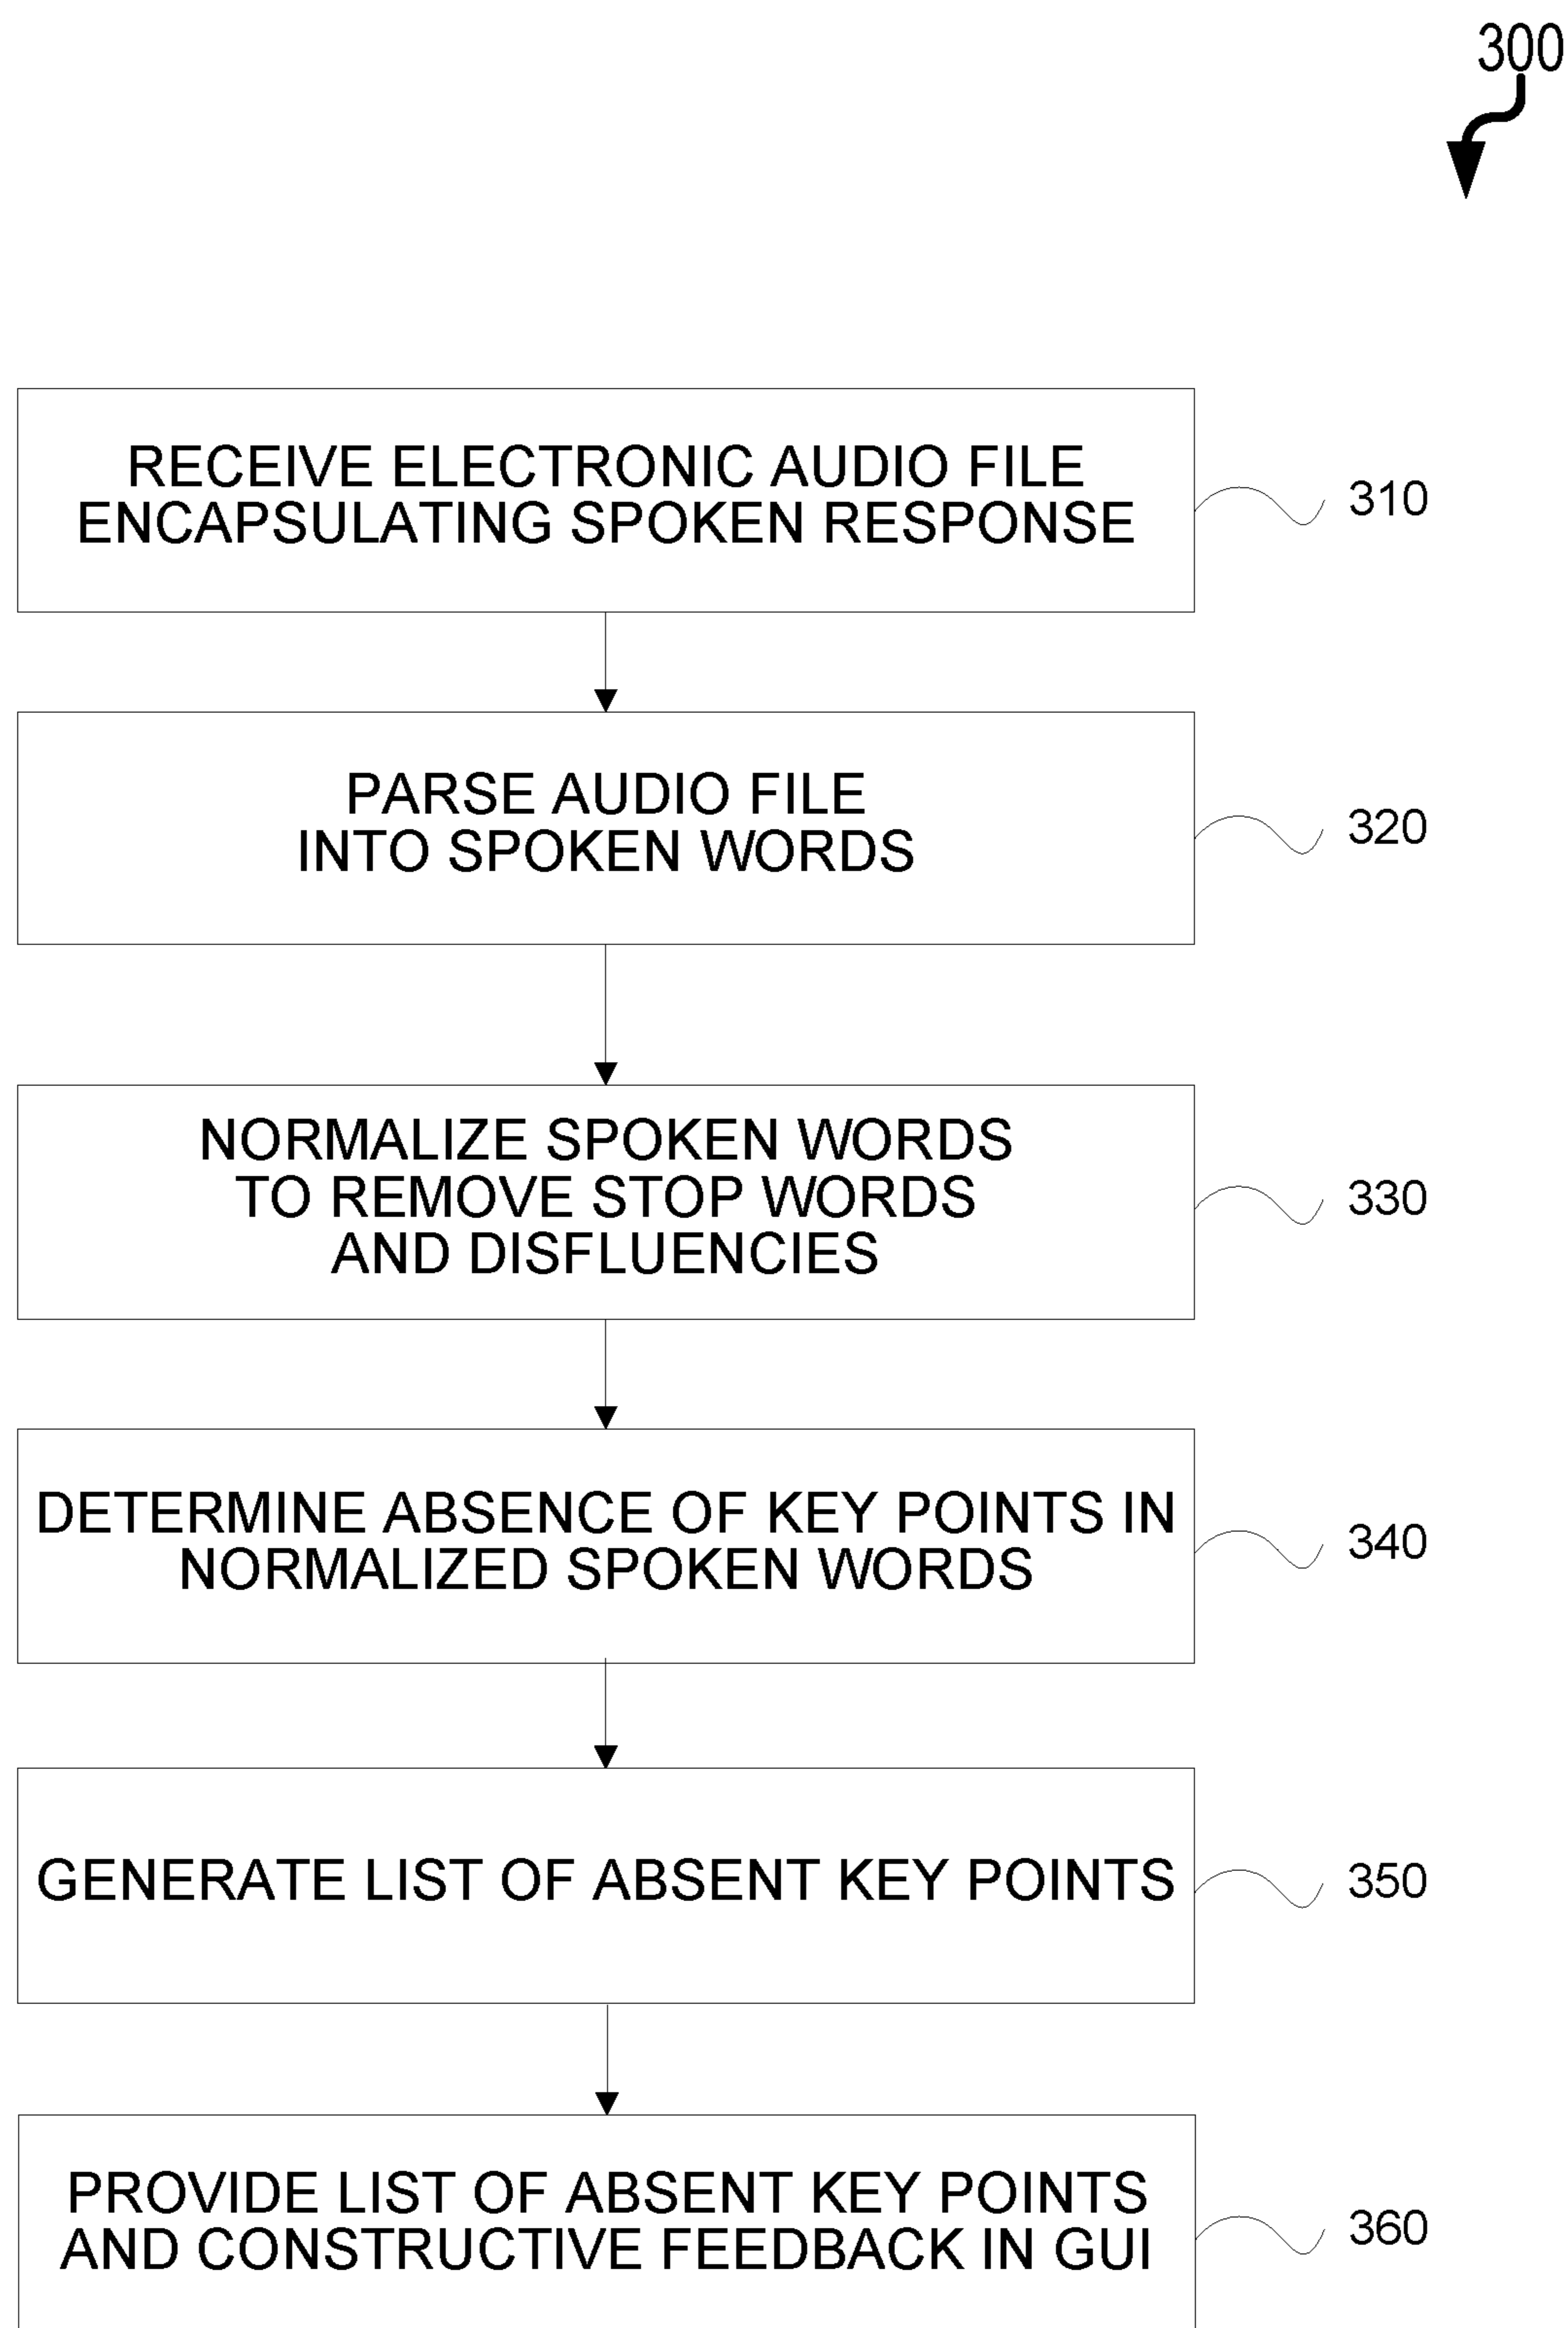 300
RECEIVE ELECTRONIC AUDIO FILE
ENCAPSULATING SPOKEN RESPONSE
310
PARSE AUDIO FILE
INTO SPOKEN WORDS
320
NORMALIZE SPOKEN WORDS
TO REMOVE STOP WORDS
AND DISFLUENCIES
330
DETERMINE ABSENCE OF KEY POINTS IN
NORMALIZED SPOKEN WORDS
340
GENERATE LIST OF ABSENT KEY POINTS
350
PROVIDE LIST OF ABSENT KEY POINTS
AND CONSTRUCTIVE FEEDBACK IN GUI
360